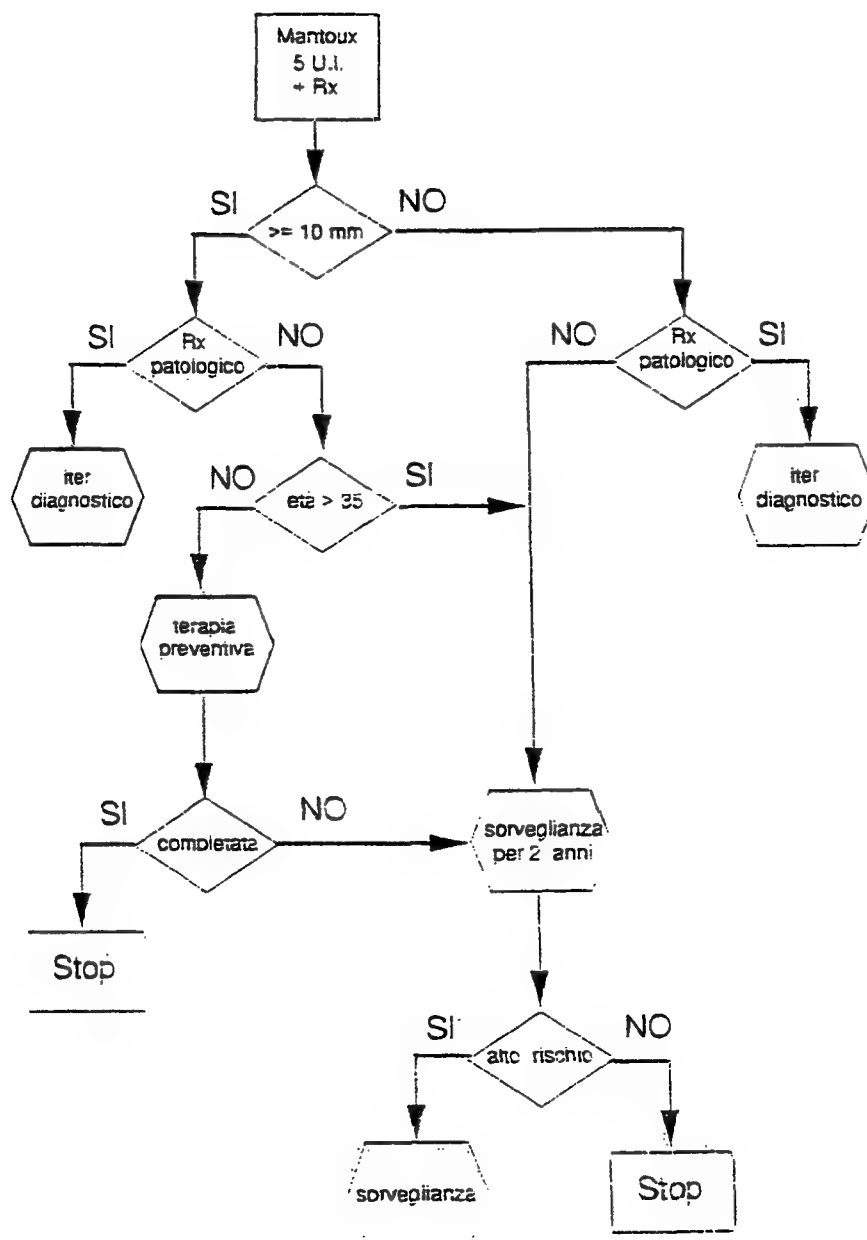 Mantoux
5 U.I.
+ Rx
SI
NO
>= 10 mm
SI
Rx
patologico
NO
NO
Rx
patologico
SI
iter
diagnostico
NO
età > 35
SI
iter
diagnostico
terapia
preventiva
SI
completata
NO
sorveglianza
per 2 anni
Stop
SI
alto rischio
NO
sorveglianza
Stop